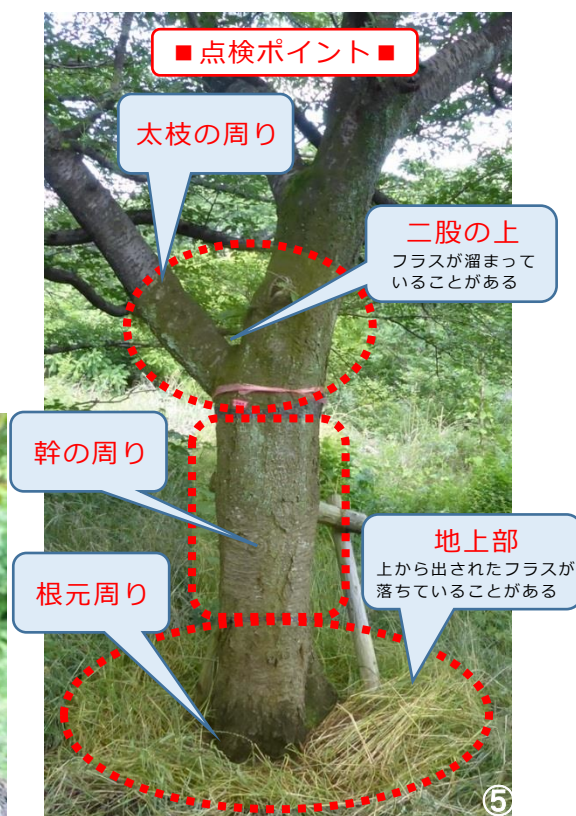 ■点検ポイント■
太枝の周り
二股の上
フラスが溜まって
いることがある
幹の周り
地上部
上から出されたフラスが
落ちていることがある
根元周り
⑤